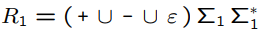 R₁ = ( + ∪ - ∪ ε ) Σ₁ Σ₁*